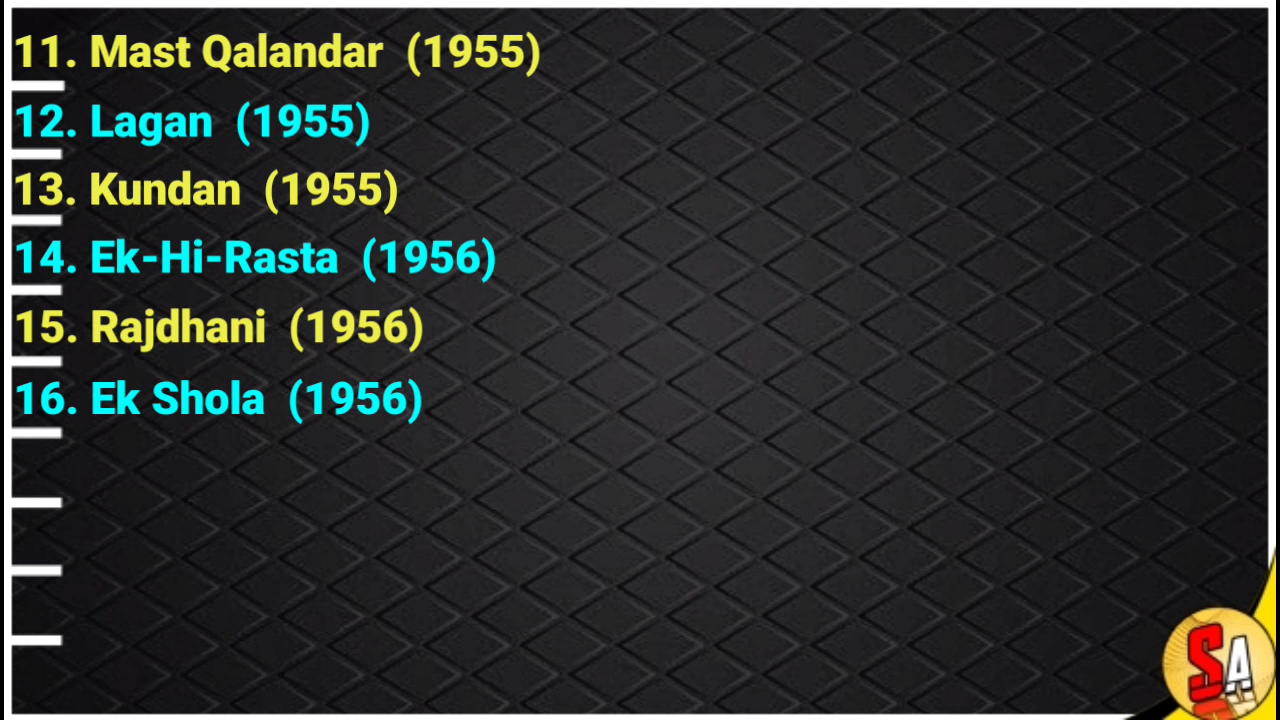 11. Mast Qalandar (1955)
12. Lagan (1955)
13. Kundan (1955)
14. Ek-Hi-Rasta (1956)
15. Rajdhani (1956)
16. Ek Shola (1956)
SA